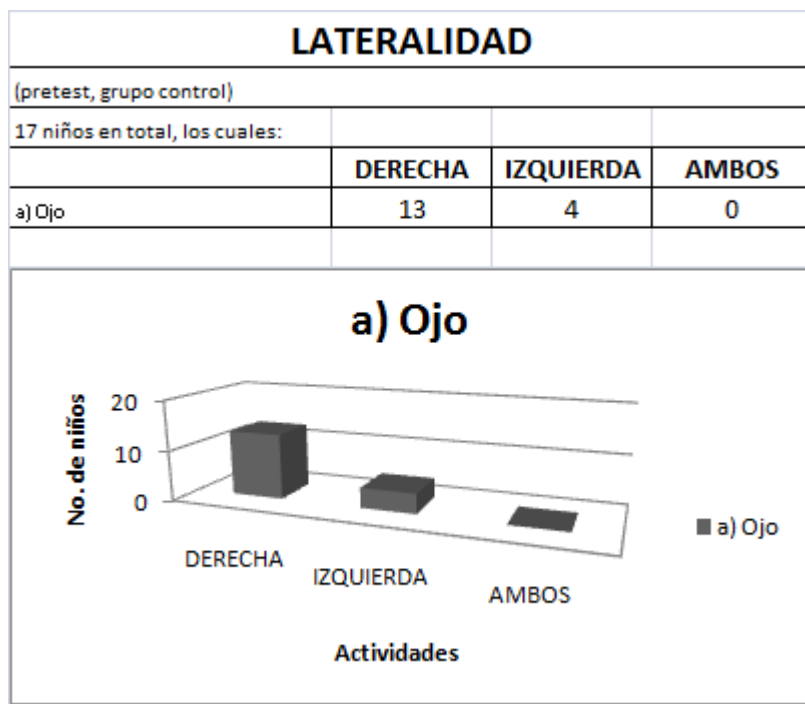 LATERALIDAD
(pretest, grupo control)
17 niños en total, los cuales:
DERECHA IZQUIERDA AMBOS
a) Ojo 13 4 0
a) Ojo
20
10
0
No. de niños
DERECHA
IZQUIERDA
AMBOS
a) Ojo
Actividades